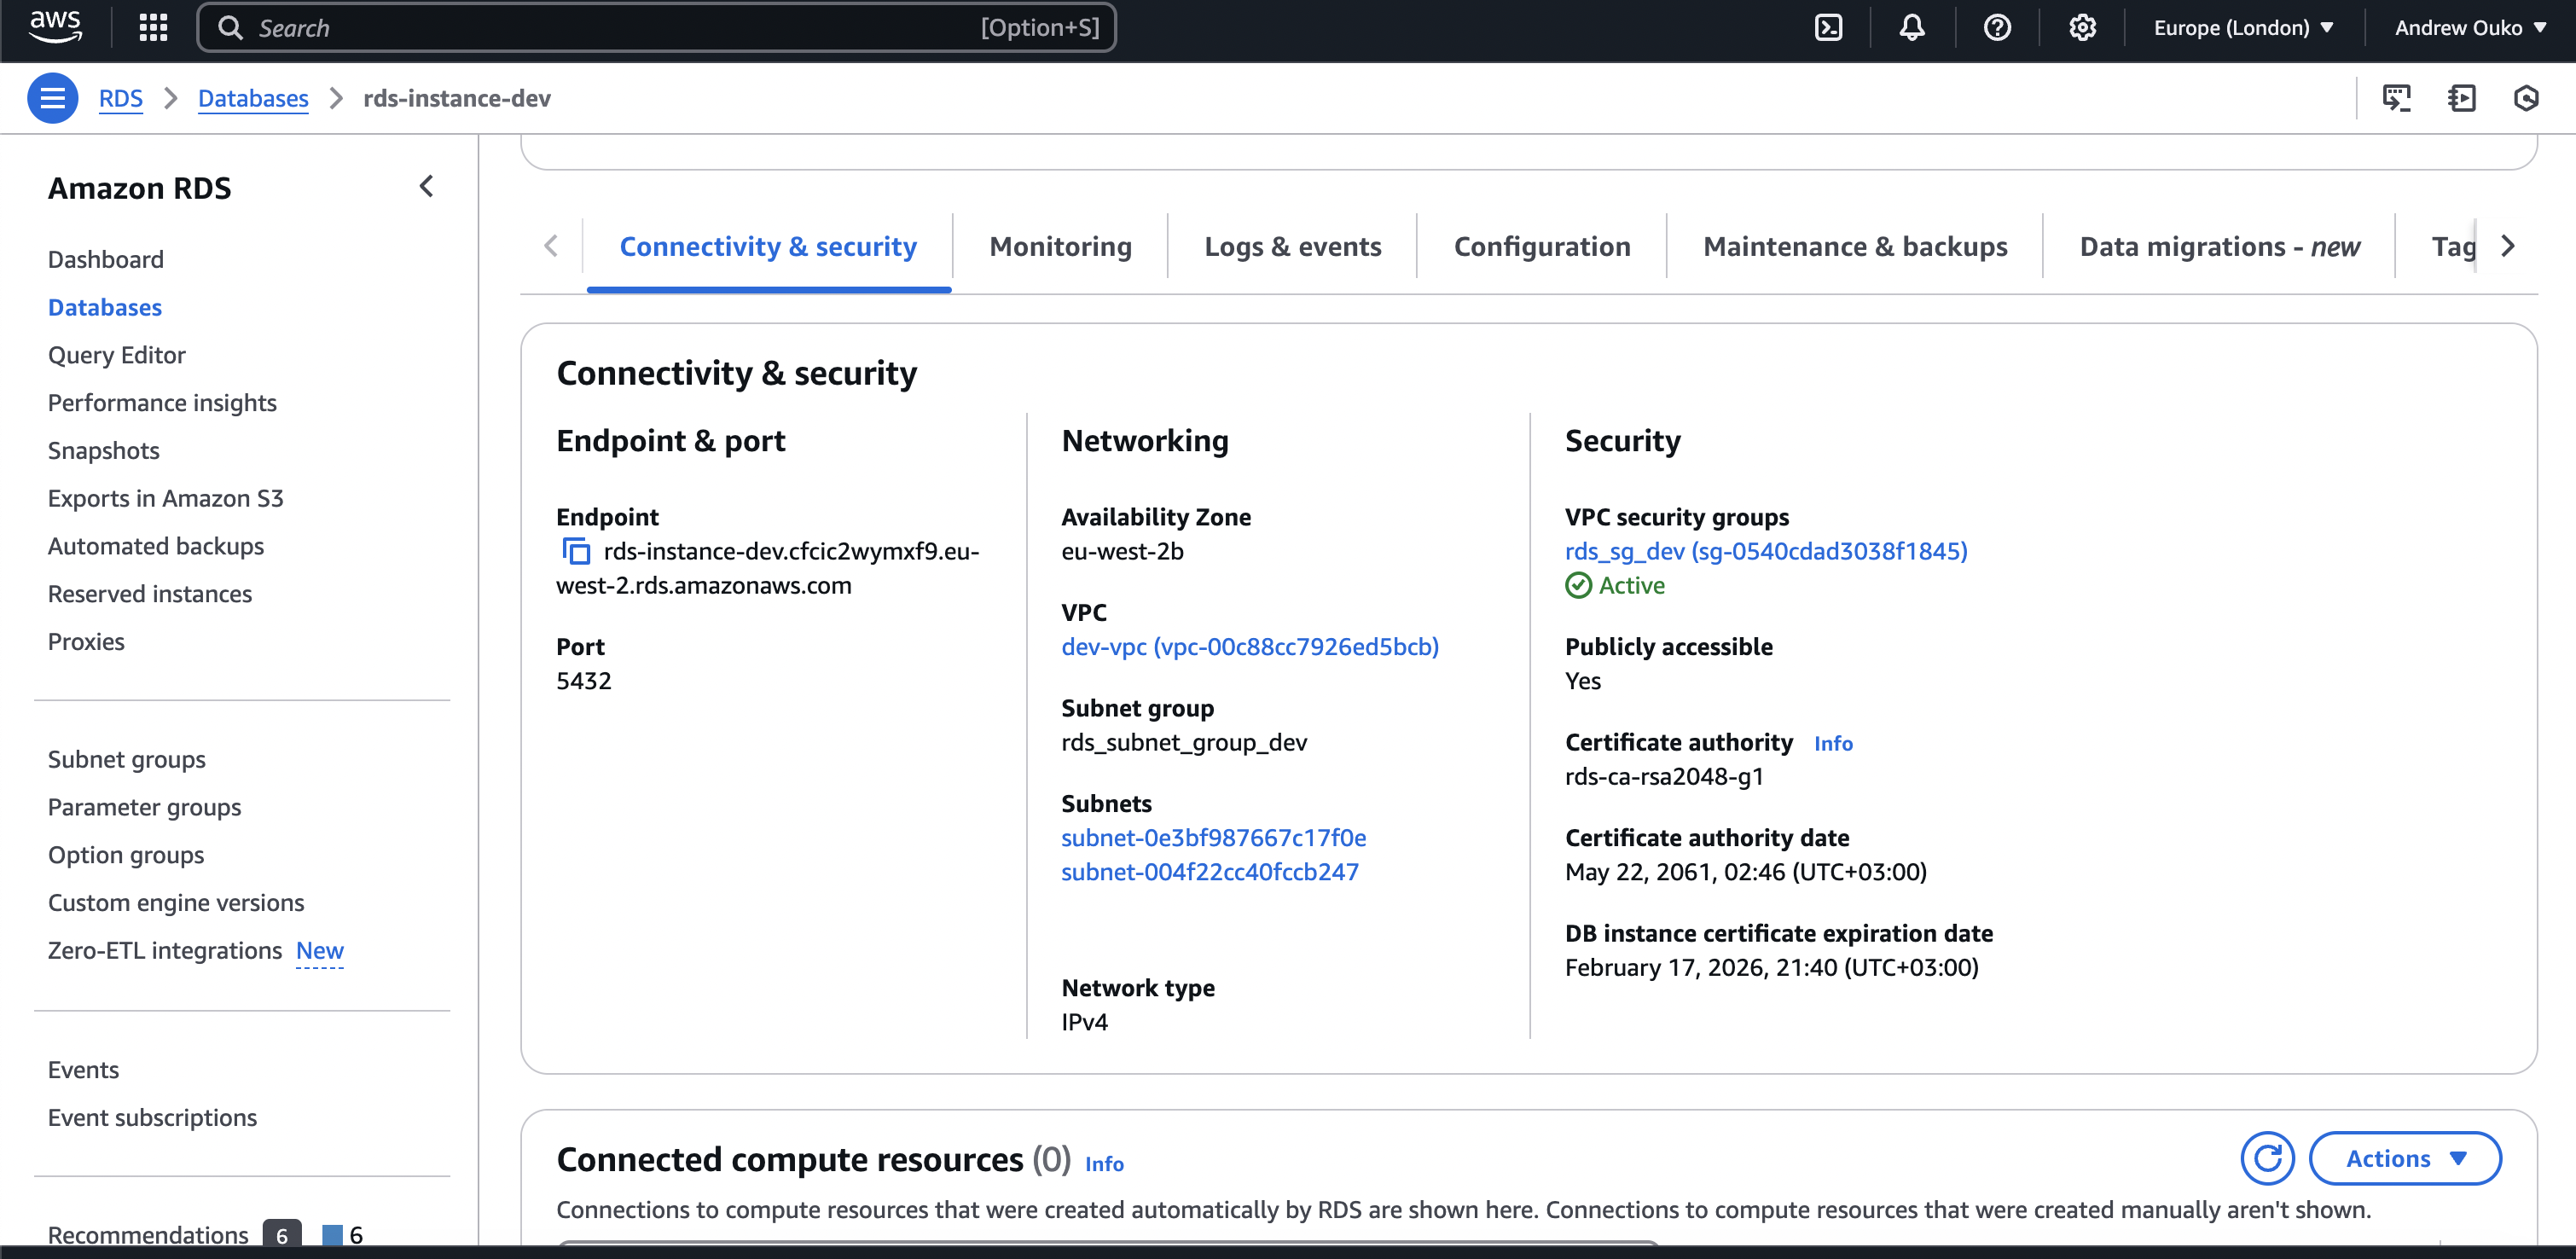 aws
Search
[Option+S]
Europe (London)
Andrew Ouko
RDS
Databases
rds-instance-dev
Amazon RDS
Dashboard
Databases
Query Editor
Performance insights
Snapshots
Exports in Amazon S3
Automated backups
Reserved instances
Proxies
Subnet groups
Parameter groups
Option groups
Custom engine versions
Zero-ETL integrations New
Events
Event subscriptions
Recommendations 6 6
Connectivity & security
Monitoring
Logs & events
Configuration
Maintenance & backups
Data migrations - new
Tag
Connectivity & security
Endpoint & port
Endpoint
rds-instance-dev.cfcic2wymxf9.eu-
west-2.rds.amazonaws.com
Port
5432
Networking
Availability Zone
eu-west-2b
VPC
dev-vpc (vpc-00c88cc7926ed5bcb)
Subnet group
rds_subnet_group_dev
Subnets
subnet-0e3bf987667c17f0e
subnet-004f22cc40fccb247
Network type
IPv4
Security
VPC security groups
rds_sg_dev (sg-0540cdad3038f1845)
Active
Publicly accessible
Yes
Certificate authority Info
rds-ca-rsa2048-g1
Certificate authority date
May 22, 2061, 02:46 (UTC+03:00)
DB instance certificate expiration date
February 17, 2026, 21:40 (UTC+03:00)
Connected compute resources (0) Info
Actions
Connections to compute resources that were created automatically by RDS are shown here. Connections to compute resources that were created manually aren't shown.